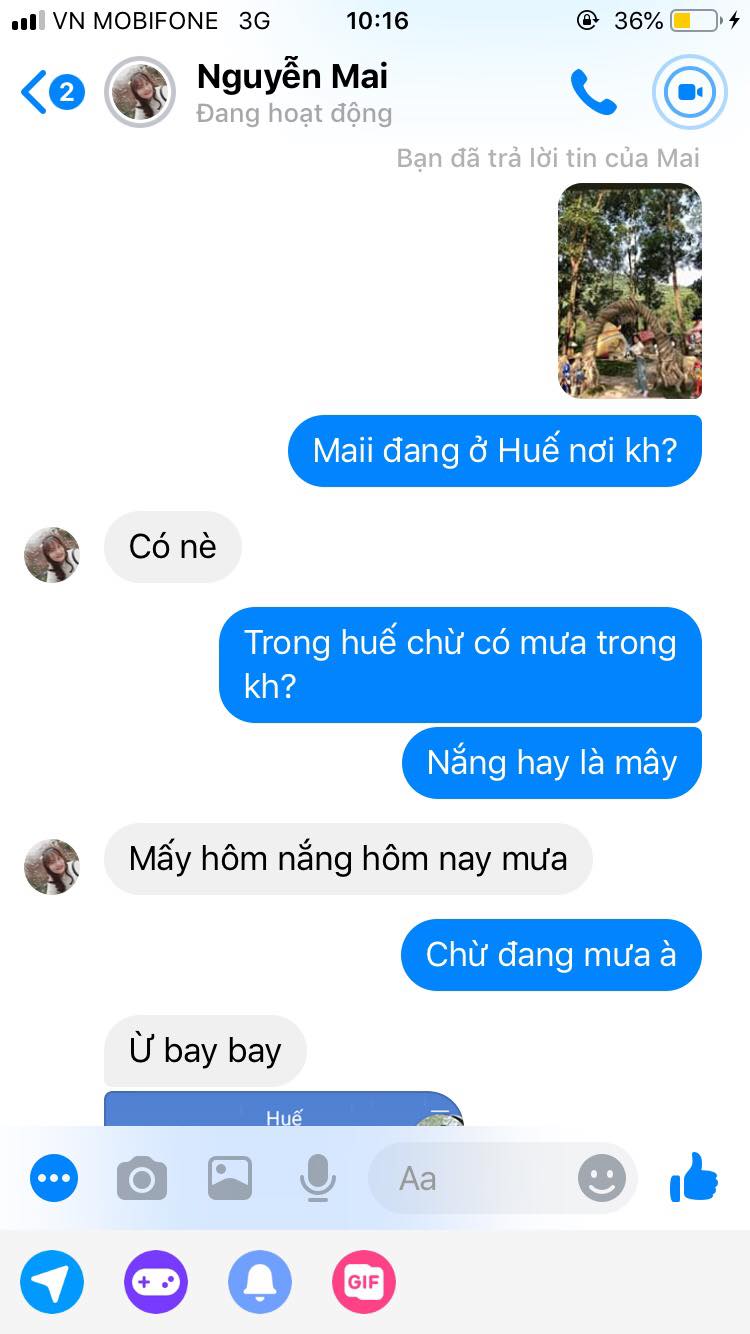 VN MOBIFONE 3G 10:16 36%
2
Nguyễn Mai
Đang hoạt động
Bạn đã trả lời tin của Mai
Maii đang ở Huế nơi kh?
Có nè
Trong huế chừ có mưa trong
kh?
Nắng hay là mây
Mấy hôm nắng hôm nay mưa
Chừ đang mưa à
Ừ bay bay
Huế
Aa
GIF